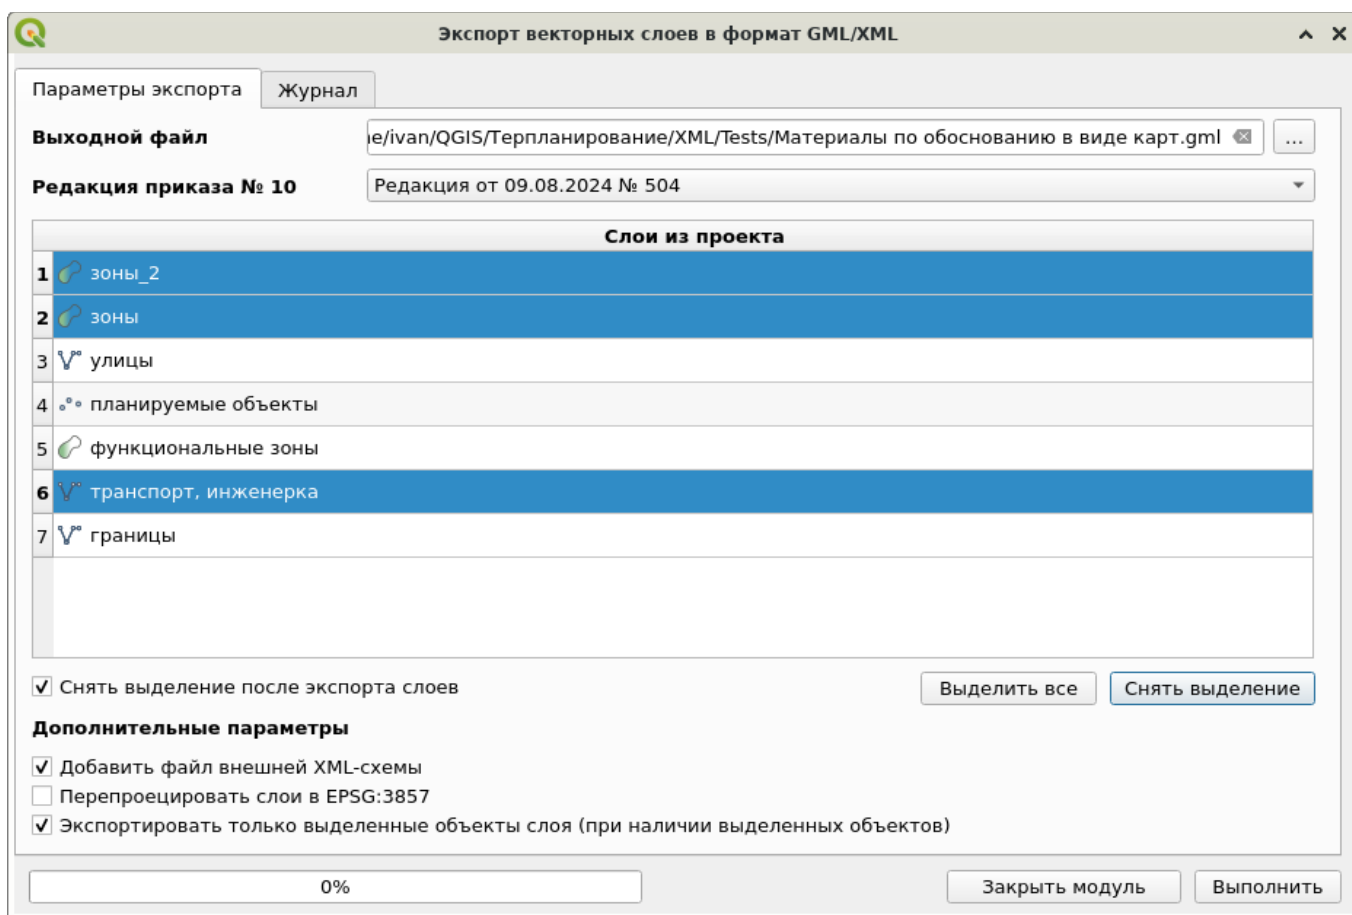 Экспорт векторных слоев в формат GML/XML
Параметры экспорта
Журнал
Выходной файл
ie/ivan/QGIS/Терпланирование/XML/Tests/Материалы по обоснованию в виде карт.gml
...
Редакция приказа № 10
Редакция от 09.08.2024 № 504
Слои из проекта
1 зоны_2
2 зоны
3 улицы
4 планируемые объекты
5 функциональные зоны
6 транспорт, инженерка
7 границы
Снять выделение после экспорта слоев
Выделить все
Снять выделение
Дополнительные параметры
Добавить файл внешней XML-схемы
Перепроецировать слои в EPSG:3857
Экспортировать только выделенные объекты слоя (при наличии выделенных объектов)
0%
Закрыть модуль
Выполнить